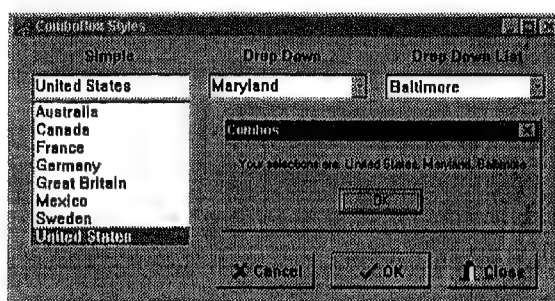 ComboBox Styles
Simple
Drop Down
Drop Down List
United States
Maryland
Baltimore
Australia
Canada
France
Germany
Great Britain
Mexico
Sweden
United States
Combos
Your selections are: United States, Maryland, Baltimore
OK
Cancel
OK
Close